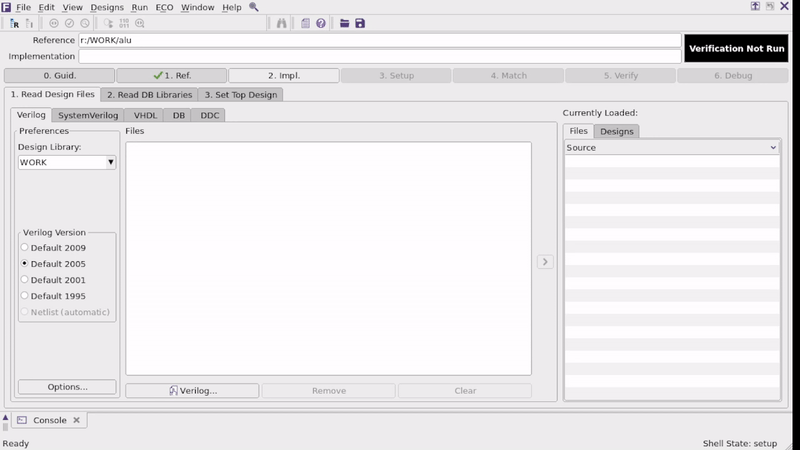 File Edit View Designs Run ECO Window Help
Reference r:/WORK/alu
Implementation
Verification Not Run
0. Guid. 1. Ref. 2. Impl. 3. Setup 4. Match 5. Verify 6. Debug
1. Read Design Files 2. Read DB Libraries 3. Set Top Design
Verilog SystemVerilog VHDL DB DDC
Currently Loaded:
Preferences
Files
Files Designs
Design Library:
Source
WORK
Verilog Version
Default 2009
Default 2005
Default 2001
Default 1995
Netlist (automatic)
Options...
Verilog... Remove Clear
Console
Ready
Shell State: setup